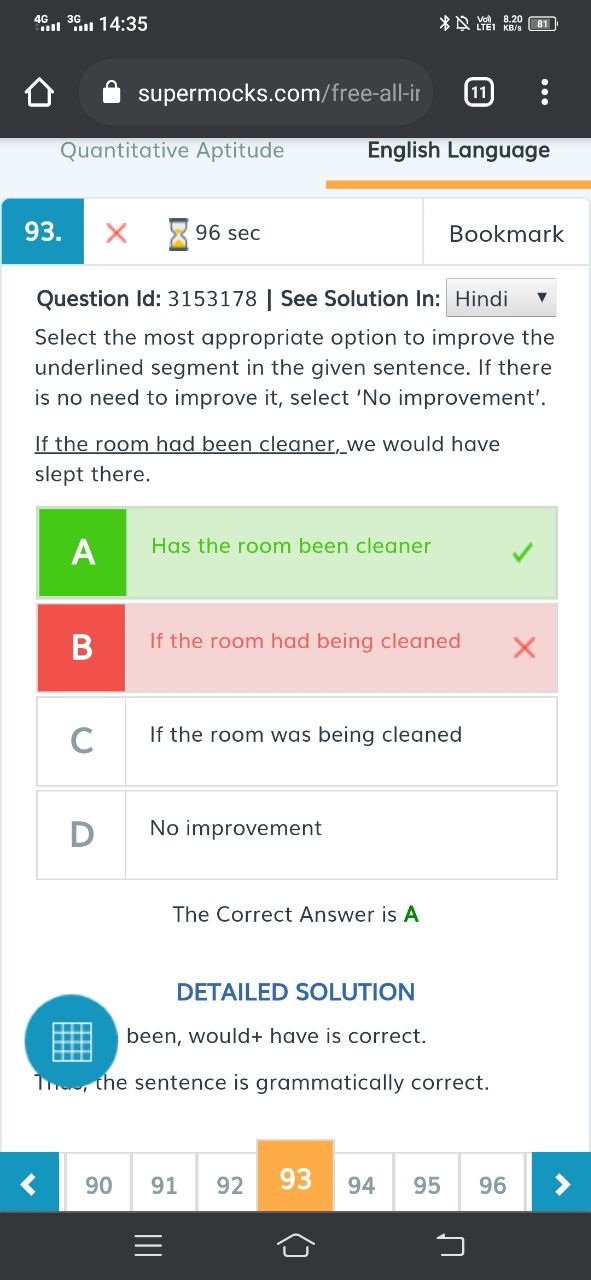 4G 3G 14:35 Vo)) LTE1 8.20 KB/s 81
supermocks.com/free-all-ir 11
Quantitative Aptitude English Language
93. 96 sec Bookmark
Question Id: 3153178 | See Solution In: Hindi
Select the most appropriate option to improve the
underlined segment in the given sentence. If there
is no need to improve it, select ‘No improvement’.
If the room had been cleaner, we would have
slept there.
A Has the room been cleaner
B If the room had being cleaned
C If the room was being cleaned
D No improvement
The Correct Answer is A
DETAILED SOLUTION
been, would+ have is correct.
the sentence is grammatically correct.
90 91 92 93 94 95 96